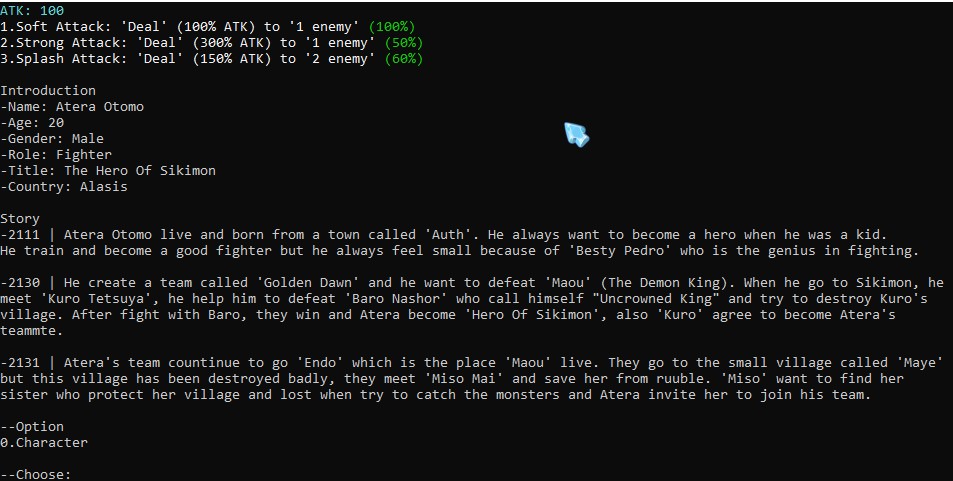 ATK: 100
1.Soft Attack: 'Deal' (100% ATK) to '1 enemy' (100%)
2.Strong Attack: 'Deal' (300% ATK) to '1 enemy' (50%)
3.Splash Attack: 'Deal' (150% ATK) to '2 enemy' (60%)
Introduction
-Name: Atera Otomo
-Age: 20
-Gender: Male
-Role: Fighter
-Title: The Hero Of Sikimon
-Country: Alasis
Story
-2111 | Atera Otomo live and born from a town called 'Auth'. He always want to become a hero when he was a kid.
He train and become a good fighter but he always feel small because of 'Besty Pedro' who is the genius in fighting.
-2130 | He create a team called 'Golden Dawn' and he want to defeat 'Maou' (The Demon King). When he go to Sikimon, he
meet 'Kuro Tetsuya', he help him to defeat 'Baro Nashor' who call himself "Uncrowned King" and try to destroy Kuro's
village. After fight with Baro, they win and Atera become 'Hero Of Sikimon', also 'Kuro' agree to become Atera's
teammte.
-2131 | Atera's team countinue to go 'Endo' which is the place 'Maou' live. They go to the small village called 'Maye'
but this village has been destroyed badly, they meet 'Miso Mai' and save her from ruuble. 'Miso' want to find her
sister who protect her village and lost when try to catch the monsters and Atera invite her to join his team.
--Option
0.Character
--Choose: